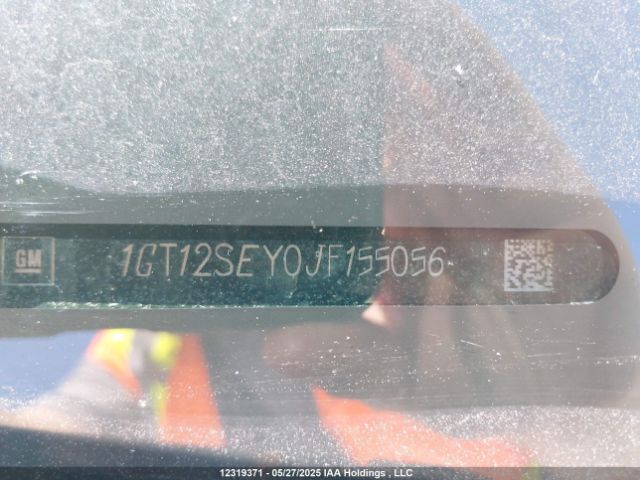 GM 1GT12SEY0JF155056
12319371 - 05/27/2025 IAA Holdings , LLC